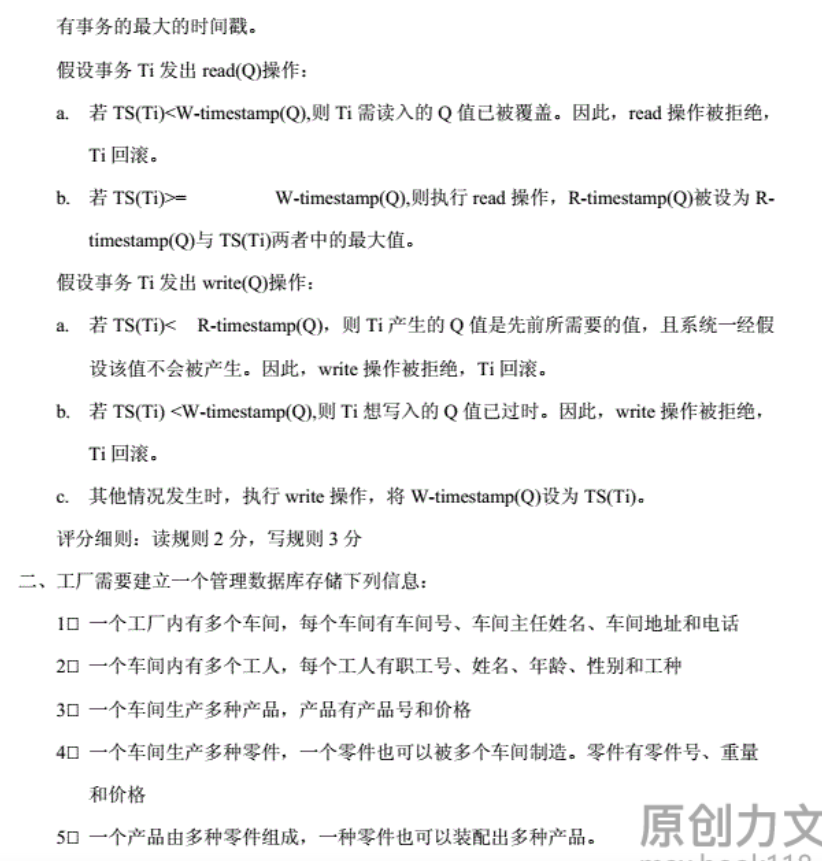 有事务的最大的时间戳。
假设事务 Ti 发出 read(Q)操作：
a. 若 TS(Ti)<W-timestamp(Q),则 Ti 需读入的 Q 值已被覆盖。因此，read 操作被拒绝，
Ti 回滚。
b. 若 TS(Ti)>= W-timestamp(Q),则执行 read 操作，R-timestamp(Q)被设为 R-
timestamp(Q)与 TS(Ti)两者中的最大值。
假设事务 Ti 发出 write(Q)操作：
a. 若 TS(Ti)< R-timestamp(Q)，则 Ti 产生的 Q 值是先前所需要的值，且系统一经假
设该值不会被产生。因此，write 操作被拒绝，Ti 回滚。
b. 若 TS(Ti) <W-timestamp(Q),则 Ti 想写入的 Q 值已过时。因此，write 操作被拒绝，
Ti 回滚。
c. 其他情况发生时，执行 write 操作，将 W-timestamp(Q)设为 TS(Ti)。
评分细则：读规则 2 分，写规则 3 分
二、工厂需要建立一个管理数据库存储下列信息：
1□ 一个工厂内有多个车间，每个车间有车间号、车间主任姓名、车间地址和电话
2□ 一个车间内有多个工人，每个工人有职工号、姓名、年龄、性别和工种
3□ 一个车间生产多种产品，产品有产品号和价格
4□ 一个车间生产多种零件，一个零件也可以被多个车间制造。零件有零件号、重量
和价格
5□ 一个产品由多种零件组成，一种零件也可以装配出多种产品。
原创力文